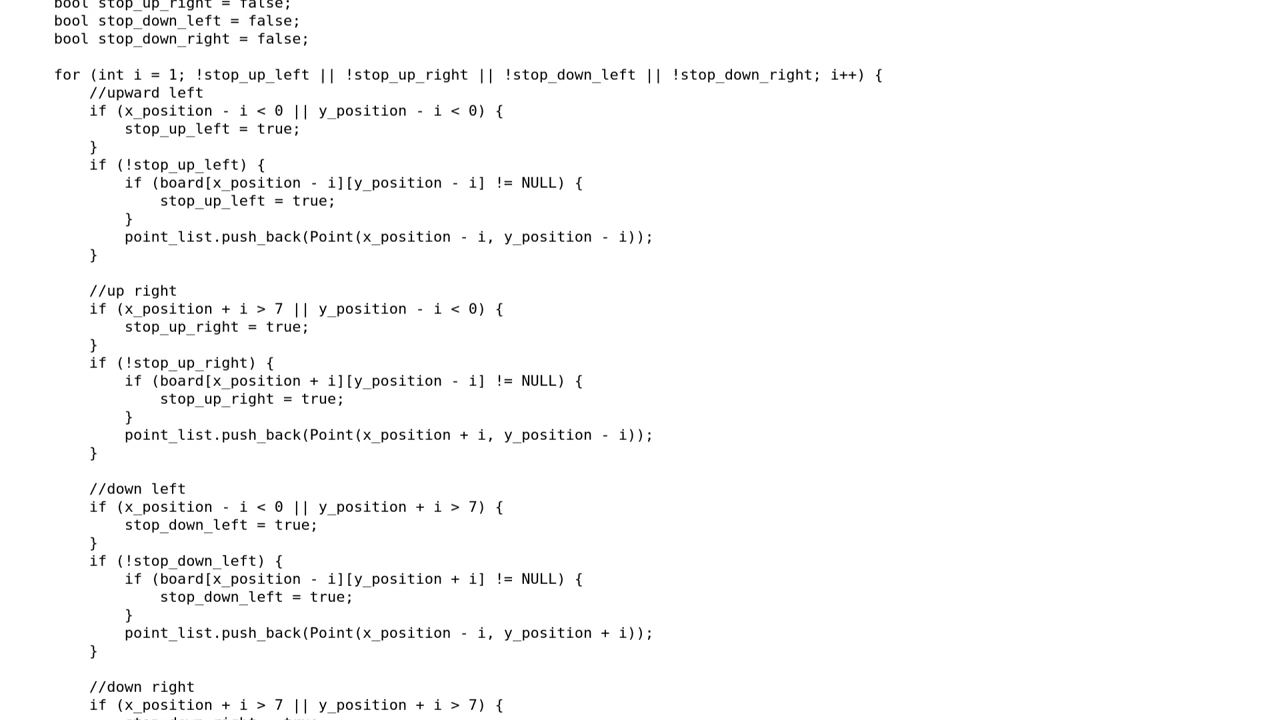 bool stop_up_right = false;
bool stop_down_left = false;
bool stop_down_right = false;

for (int i = 1; !stop_up_left || !stop_up_right || !stop_down_left || !stop_down_right; i++) {
    //upward left
    if (x_position - i < 0 || y_position - i < 0) {
        stop_up_left = true;
    }
    if (!stop_up_left) {
        if (board[x_position - i][y_position - i] != NULL) {
            stop_up_left = true;
        }
        point_list.push_back(Point(x_position - i, y_position - i));
    }

    //up right
    if (x_position + i > 7 || y_position - i < 0) {
        stop_up_right = true;
    }
    if (!stop_up_right) {
        if (board[x_position + i][y_position - i] != NULL) {
            stop_up_right = true;
        }
        point_list.push_back(Point(x_position + i, y_position - i));
    }

    //down left
    if (x_position - i < 0 || y_position + i > 7) {
        stop_down_left = true;
    }
    if (!stop_down_left) {
        if (board[x_position - i][y_position + i] != NULL) {
            stop_down_left = true;
        }
        point_list.push_back(Point(x_position - i, y_position + i));
    }

    //down right
    if (x_position + i > 7 || y_position + i > 7) {